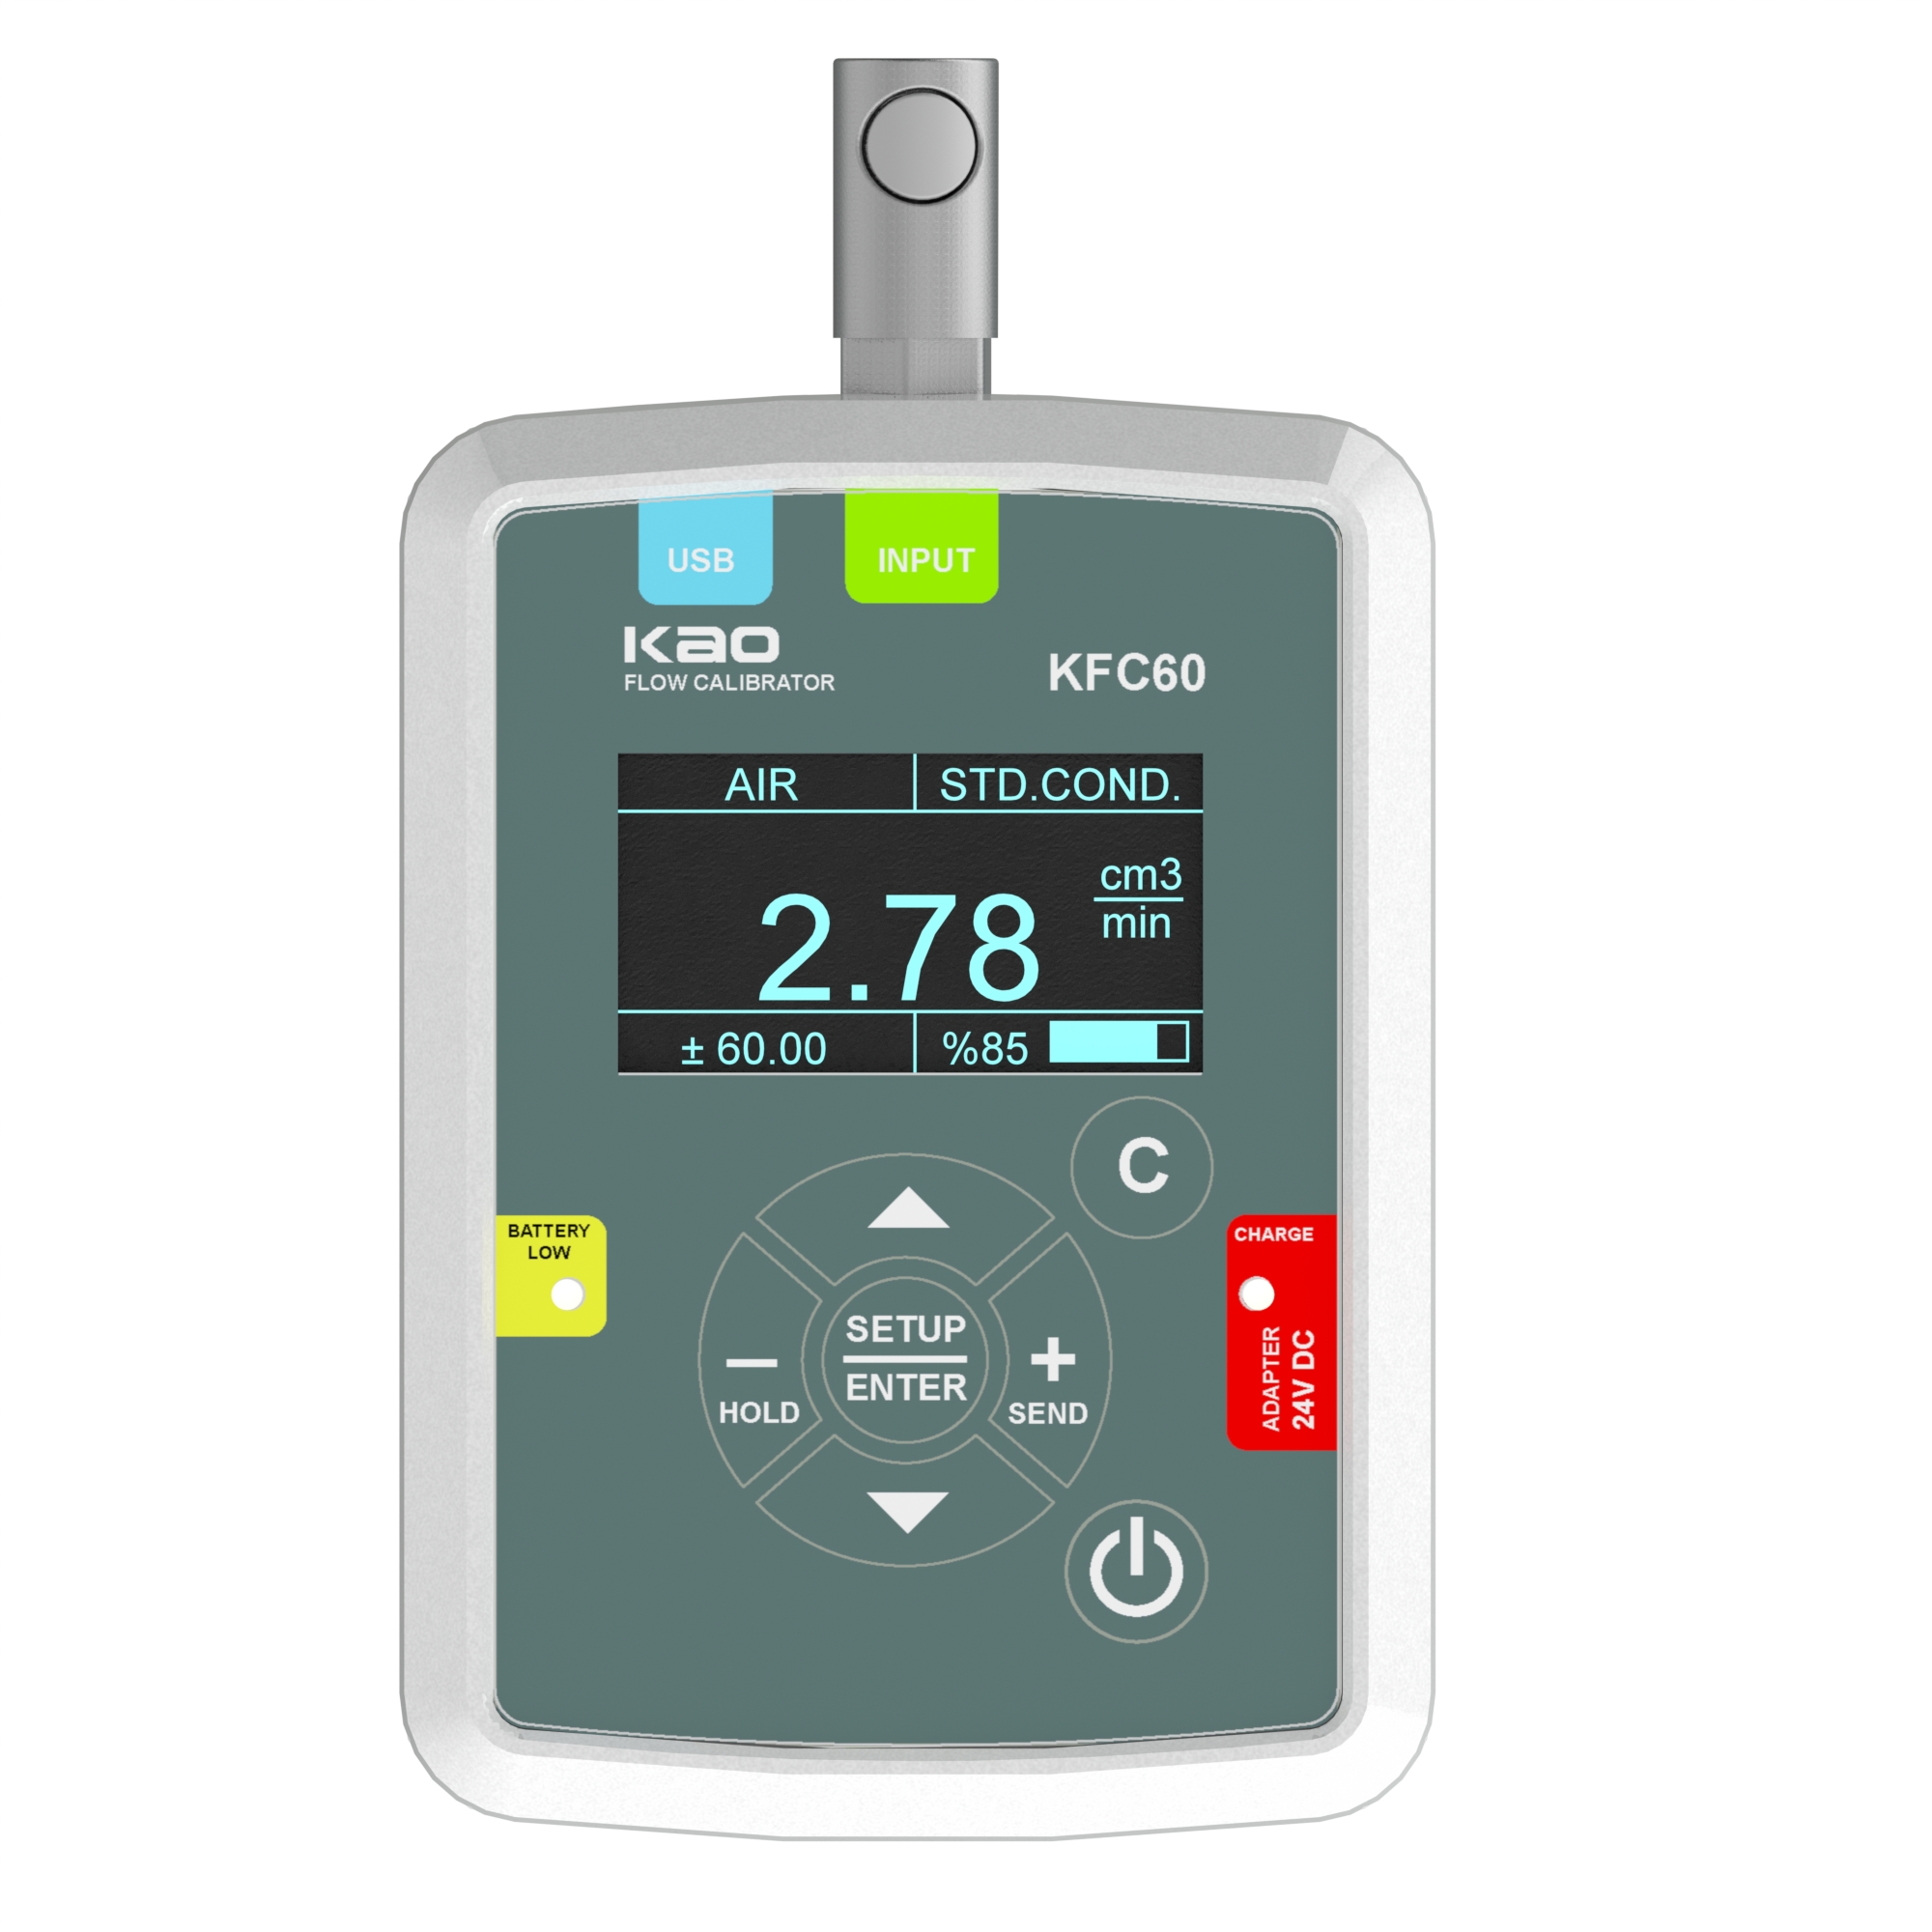 USB
INPUT
kao
FLOW CALIBRATOR
KFC60
AIR
STD.COND.
cm3
min
2.78
± 60.00
%85
C
BATTERY
LOW
CHARGE
ADAPTER
24V DC
SETUP
ENTER
−
HOLD
+
SEND